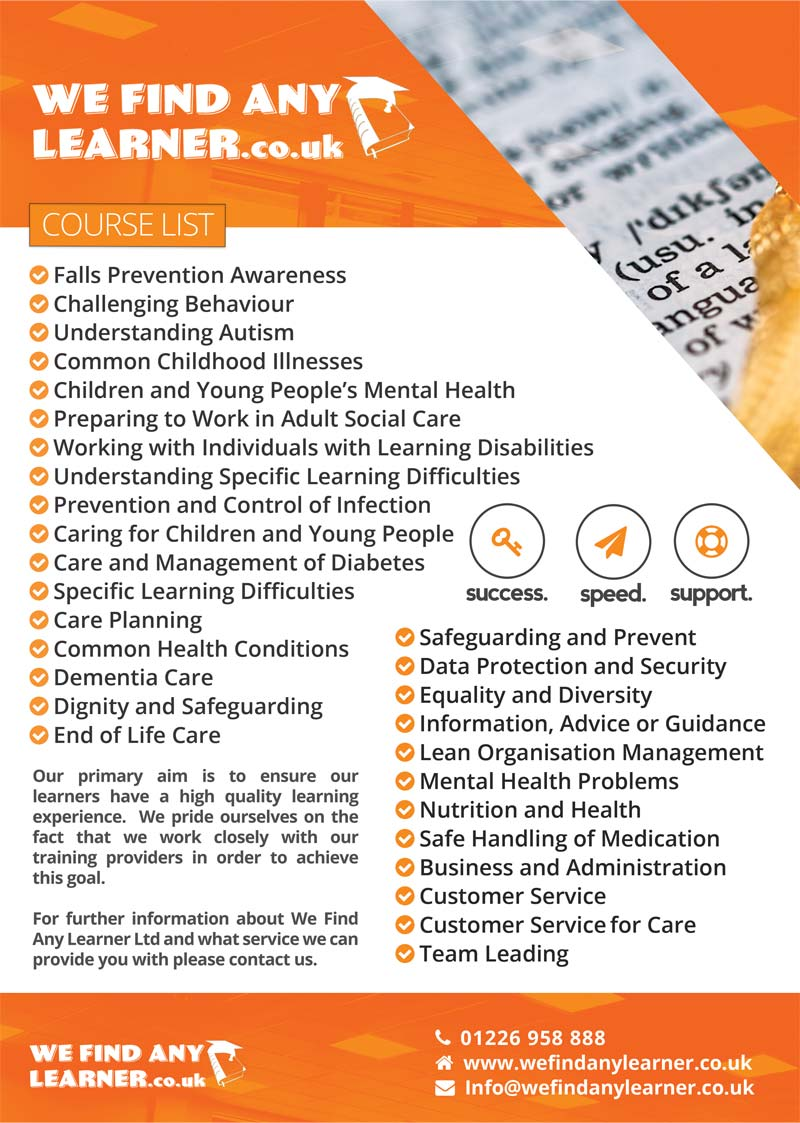 WE FIND ANY
LEARNER.co.uk
COURSE LIST
/'dɪkʃən
(usu. in
of a la
angua
of w
Falls Prevention Awareness
Challenging Behaviour
Understanding Autism
Common Childhood Illnesses
Children and Young People's Mental Health
Preparing to Work in Adult Social Care
Working with Individuals with Learning Disabilities
Understanding Specific Learning Difficulties
Prevention and Control of Infection
Caring for Children and Young People
Care and Management of Diabetes
Specific Learning Difficulties
Care Planning
Common Health Conditions
Dementia Care
Dignity and Safeguarding
End of Life Care
success. speed. support.
Safeguarding and Prevent
Data Protection and Security
Equality and Diversity
Information, Advice or Guidance
Lean Organisation Management
Mental Health Problems
Nutrition and Health
Safe Handling of Medication
Business and Administration
Customer Service
Customer Service for Care
Team Leading
Our primary aim is to ensure our
learners have a high quality learning
experience. We pride ourselves on the
fact that we work closely with our
training providers in order to achieve
this goal.
For further information about We Find
Any Learner Ltd and what service we can
provide you with please contact us.
WE FIND ANY
LEARNER.co.uk
01226 958 888
www.wefindanylearner.co.uk
Info@wefindanylearner.co.uk